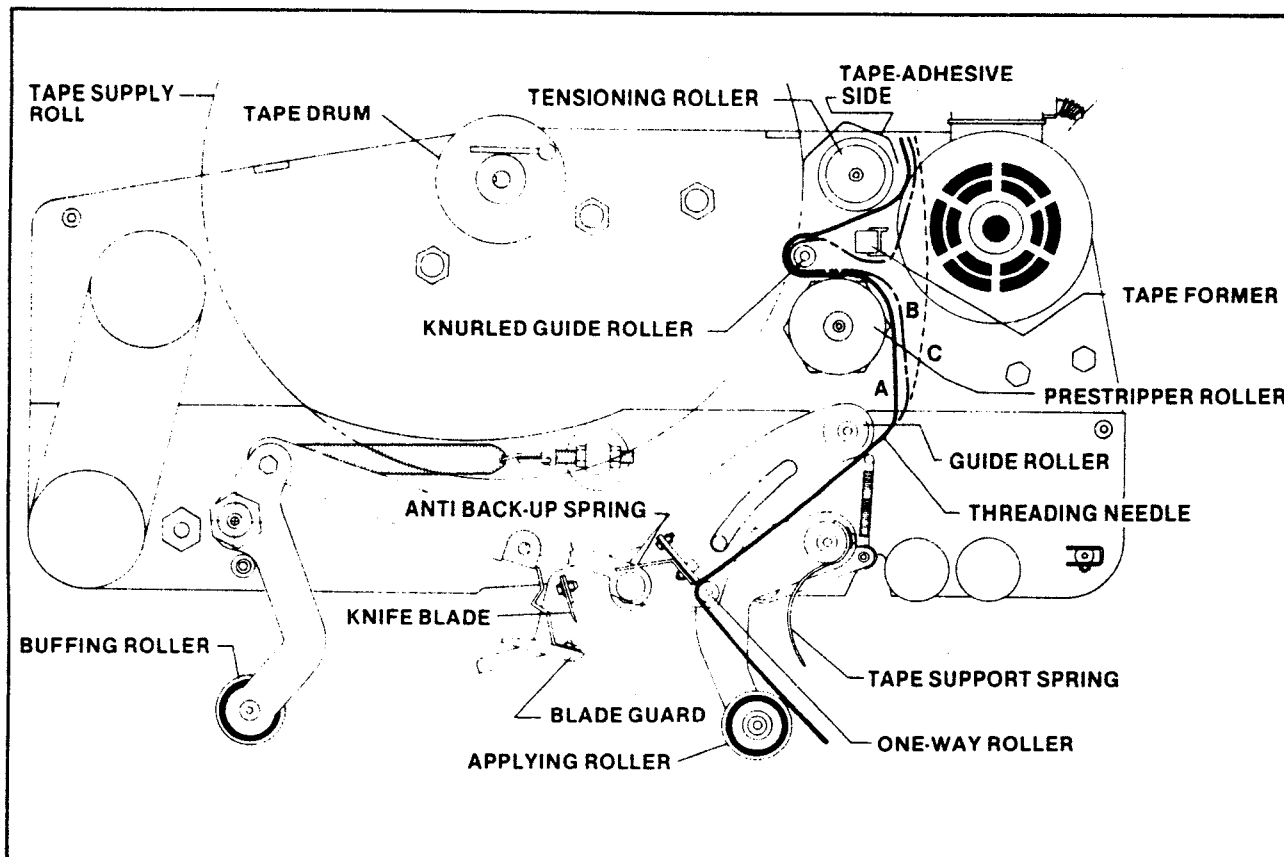 TAPE SUPPLY
ROLL
TAPE DRUM
TENSIONING ROLLER
TAPE-ADHESIVE
SIDE
TAPE FORMER
KNURLED GUIDE ROLLER
B
C
A
PRESTRIPPER ROLLER
GUIDE ROLLER
ANTI BACK-UP SPRING
THREADING NEEDLE
KNIFE BLADE
BUFFING ROLLER
TAPE SUPPORT SPRING
BLADE GUARD
ONE-WAY ROLLER
APPLYING ROLLER